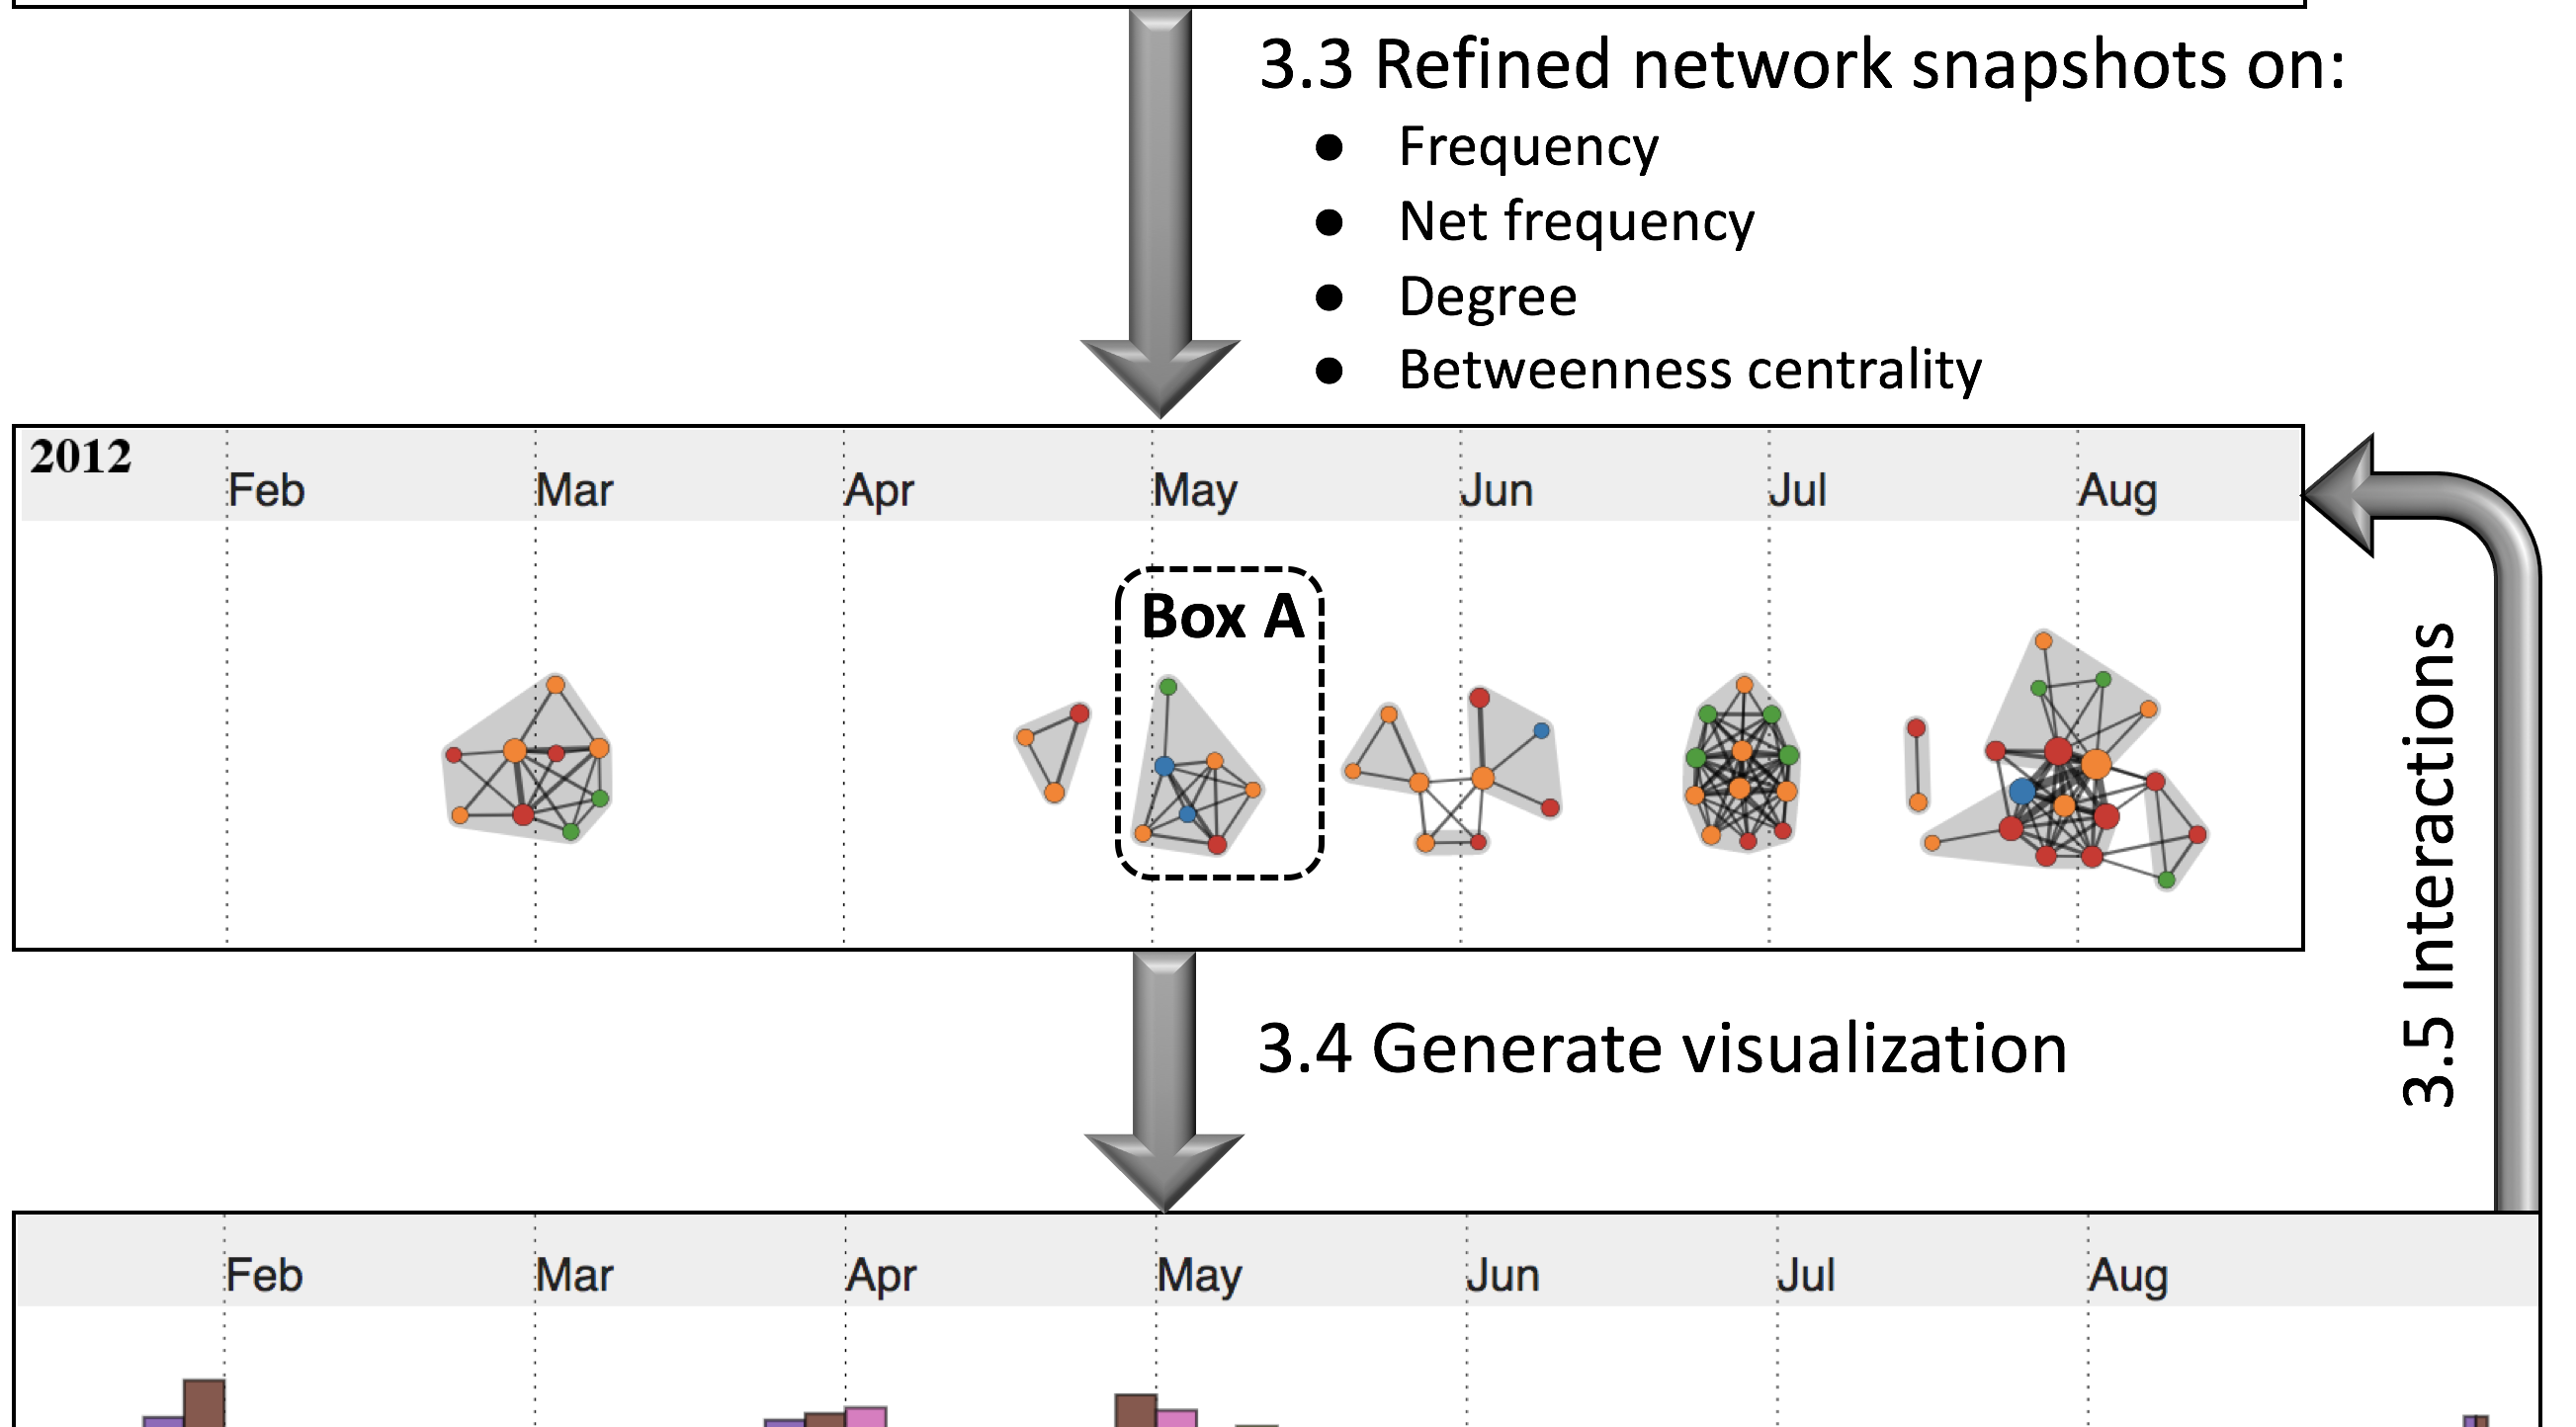 3.3 Refined network snapshots on:
● Frequency
● Net frequency
● Degree
● Betweenness centrality
2012
Feb Mar Apr May Jun Jul Aug
Box A
3.5 Interactions
3.4 Generate visualization
Feb Mar Apr May Jun Jul Aug